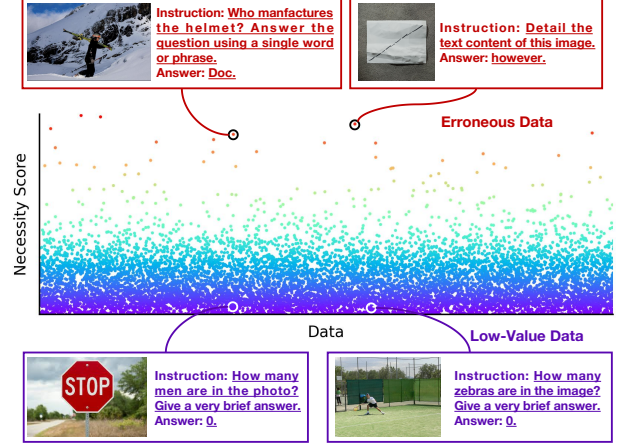 Instruction: Who manfactures
the helmet? Answer the
question using a single word
or phrase.
Answer: Doc.
Instruction: Detail the
text content of this image.
Answer: however.
Erroneous Data
Necessity Score
Data
Low-Value Data
STOP
Instruction: How many
men are in the photo?
Give a very brief answer.
Answer: 0.
Instruction: How many
zebras are in the image?
Give a very brief answer.
Answer: 0.